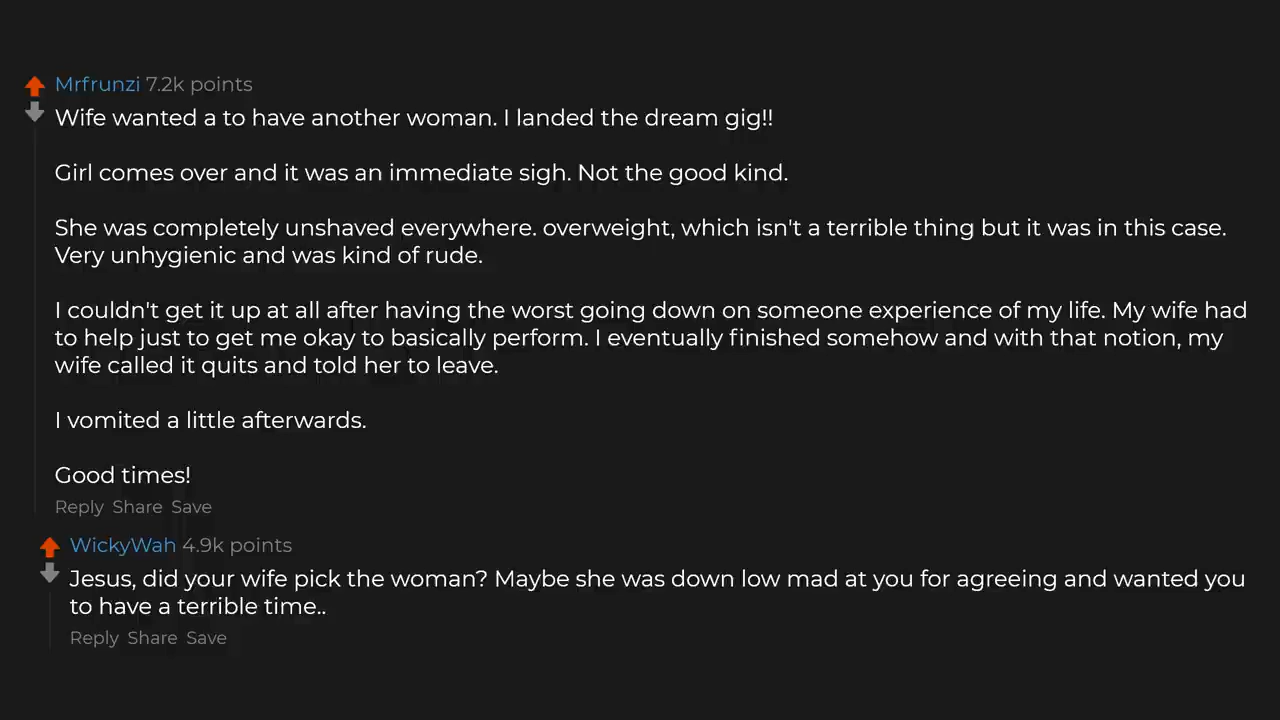 Mrfrunzi 7.2k points
Wife wanted a to have another woman. I landed the dream gig!!
Girl comes over and it was an immediate sigh. Not the good kind.
She was completely unshaved everywhere. overweight, which isn't a terrible thing but it was in this case.
Very unhygienic and was kind of rude.
I couldn't get it up at all after having the worst going down on someone experience of my life. My wife had
to help just to get me okay to basically perform. I eventually finished somehow and with that notion, my
wife called it quits and told her to leave.
I vomited a little afterwards.
Good times!
Reply Share Save
WickyWah 4.9k points
Jesus, did your wife pick the woman? Maybe she was down low mad at you for agreeing and wanted you
to have a terrible time..
Reply Share Save